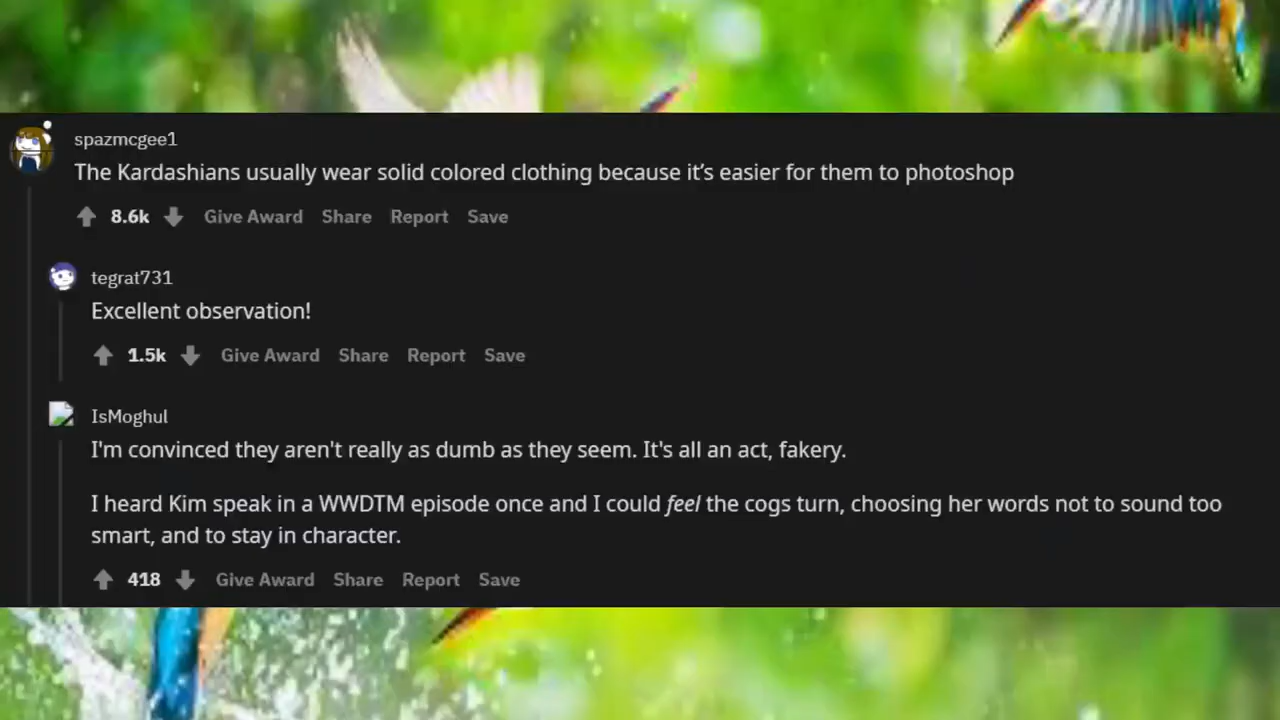 spazmcgee1
The Kardashians usually wear solid colored clothing because it’s easier for them to photoshop
8.6k Give Award Share Report Save
tegrat731
Excellent observation!
1.5k Give Award Share Report Save
IsMoghul
I'm convinced they aren't really as dumb as they seem. It's all an act, fakery.
I heard Kim speak in a WWDTM episode once and I could feel the cogs turn, choosing her words not to sound too
smart, and to stay in character.
418 Give Award Share Report Save